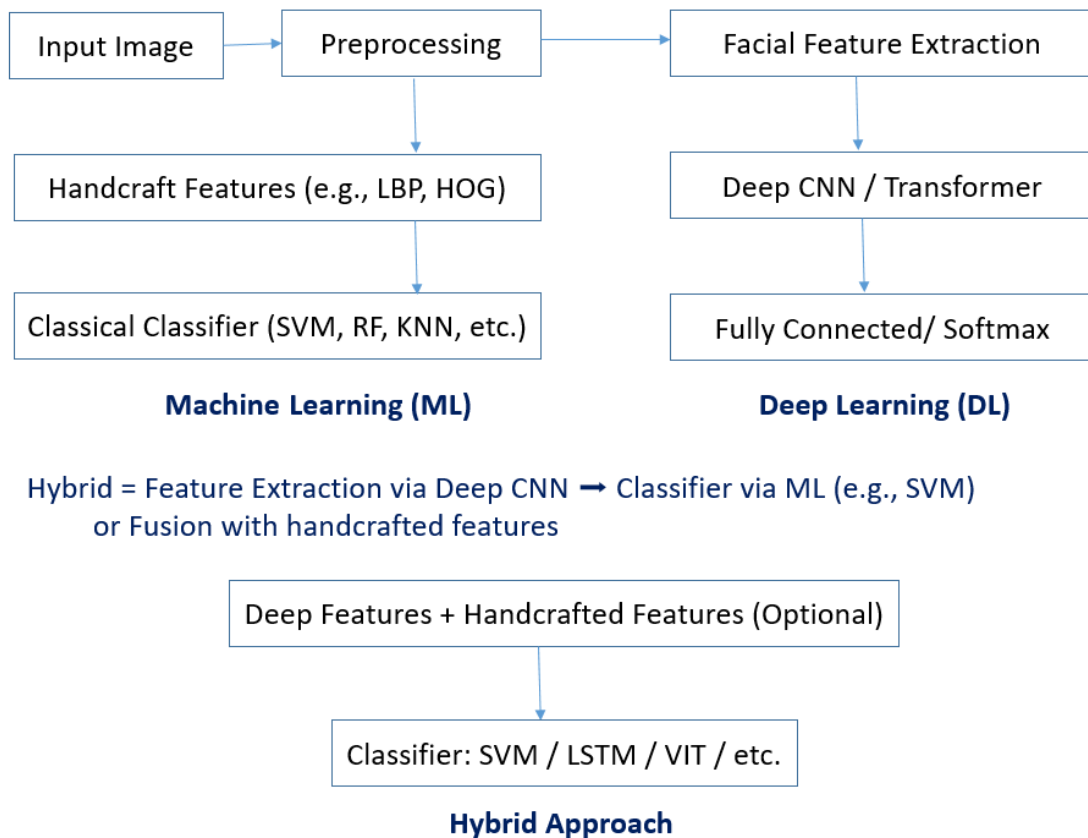 Input Image
Preprocessing
Facial Feature Extraction
Handcraft Features (e.g., LBP, HOG)
Deep CNN / Transformer
Classical Classifier (SVM, RF, KNN, etc.)
Fully Connected/ Softmax
Machine Learning (ML)
Deep Learning (DL)
Hybrid = Feature Extraction via Deep CNN → Classifier via ML (e.g., SVM)
or Fusion with handcrafted features
Deep Features + Handcrafted Features (Optional)
Classifier: SVM / LSTM / VIT / etc.
Hybrid Approach